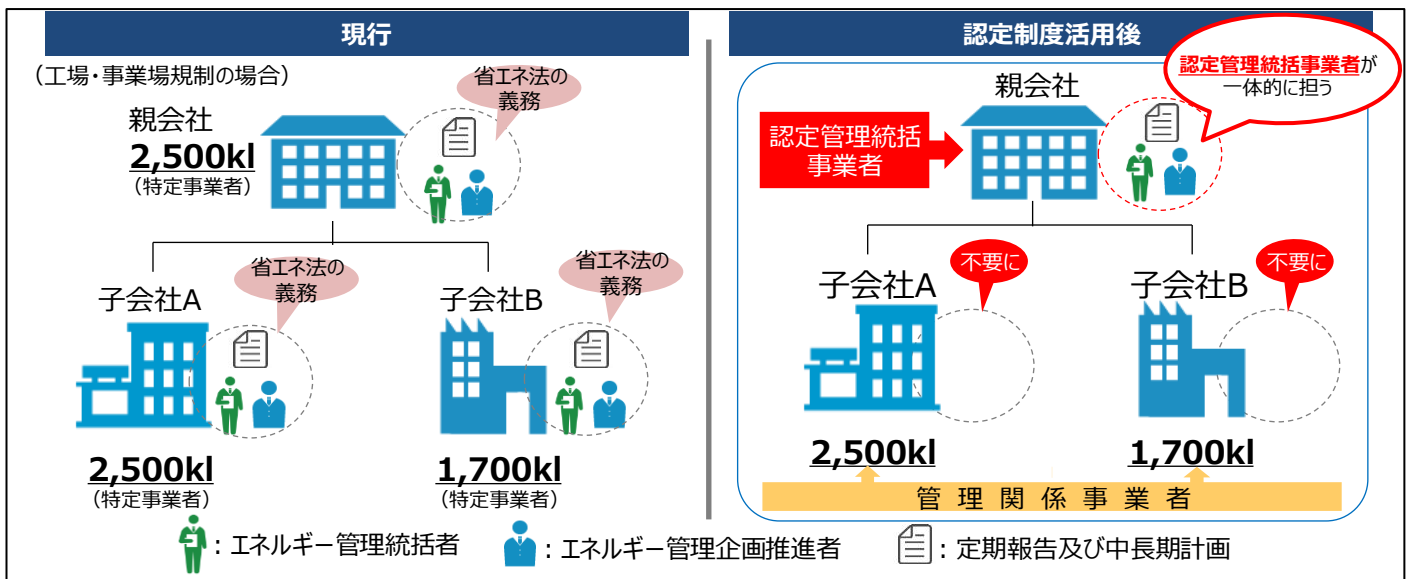 現行
(工場・事業場規制の場合)
省エネ法の
義務
親会社
2,500kl
(特定事業者)
省エネ法の
義務
子会社A
2,500kl
(特定事業者)
省エネ法の
義務
子会社B
1,700kl
(特定事業者)
認定制度活用後
認定管理統括事業者が
一体的に担う
親会社
認定管理統括
事業者
不要に
子会社A
2,500kl
不要に
子会社B
1,700kl
管理関係事業者
:エネルギー管理統括者
:エネルギー管理企画推進者
:定期報告及び中長期計画